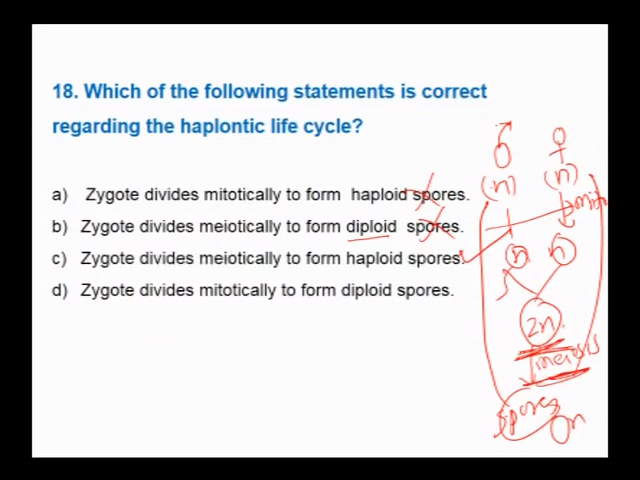 18. Which of the following statements is correct
regarding the haplontic life cycle?
a) Zygote divides mitotically to form haploid spores.
b) Zygote divides meiotically to form diploid spores.
c) Zygote divides meiotically to form haploid spores.
d) Zygote divides mitotically to form diploid spores.
♂ ♀
(n) (n)
n n
2n
meiosis
spores
n